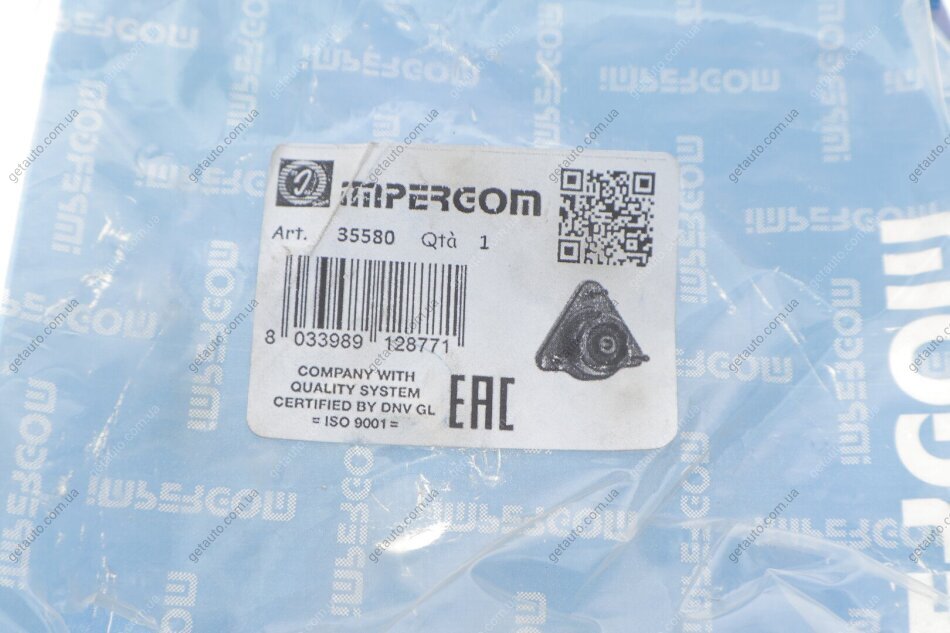 IMPERGOM
Art. 35580 Qtà 1
8 033989 128771
COMPANY WITH
QUALITY SYSTEM
CERTIFIED BY DNV GL
= ISO 9001 =
EAC
IMPERGOM
getauto.com.ua